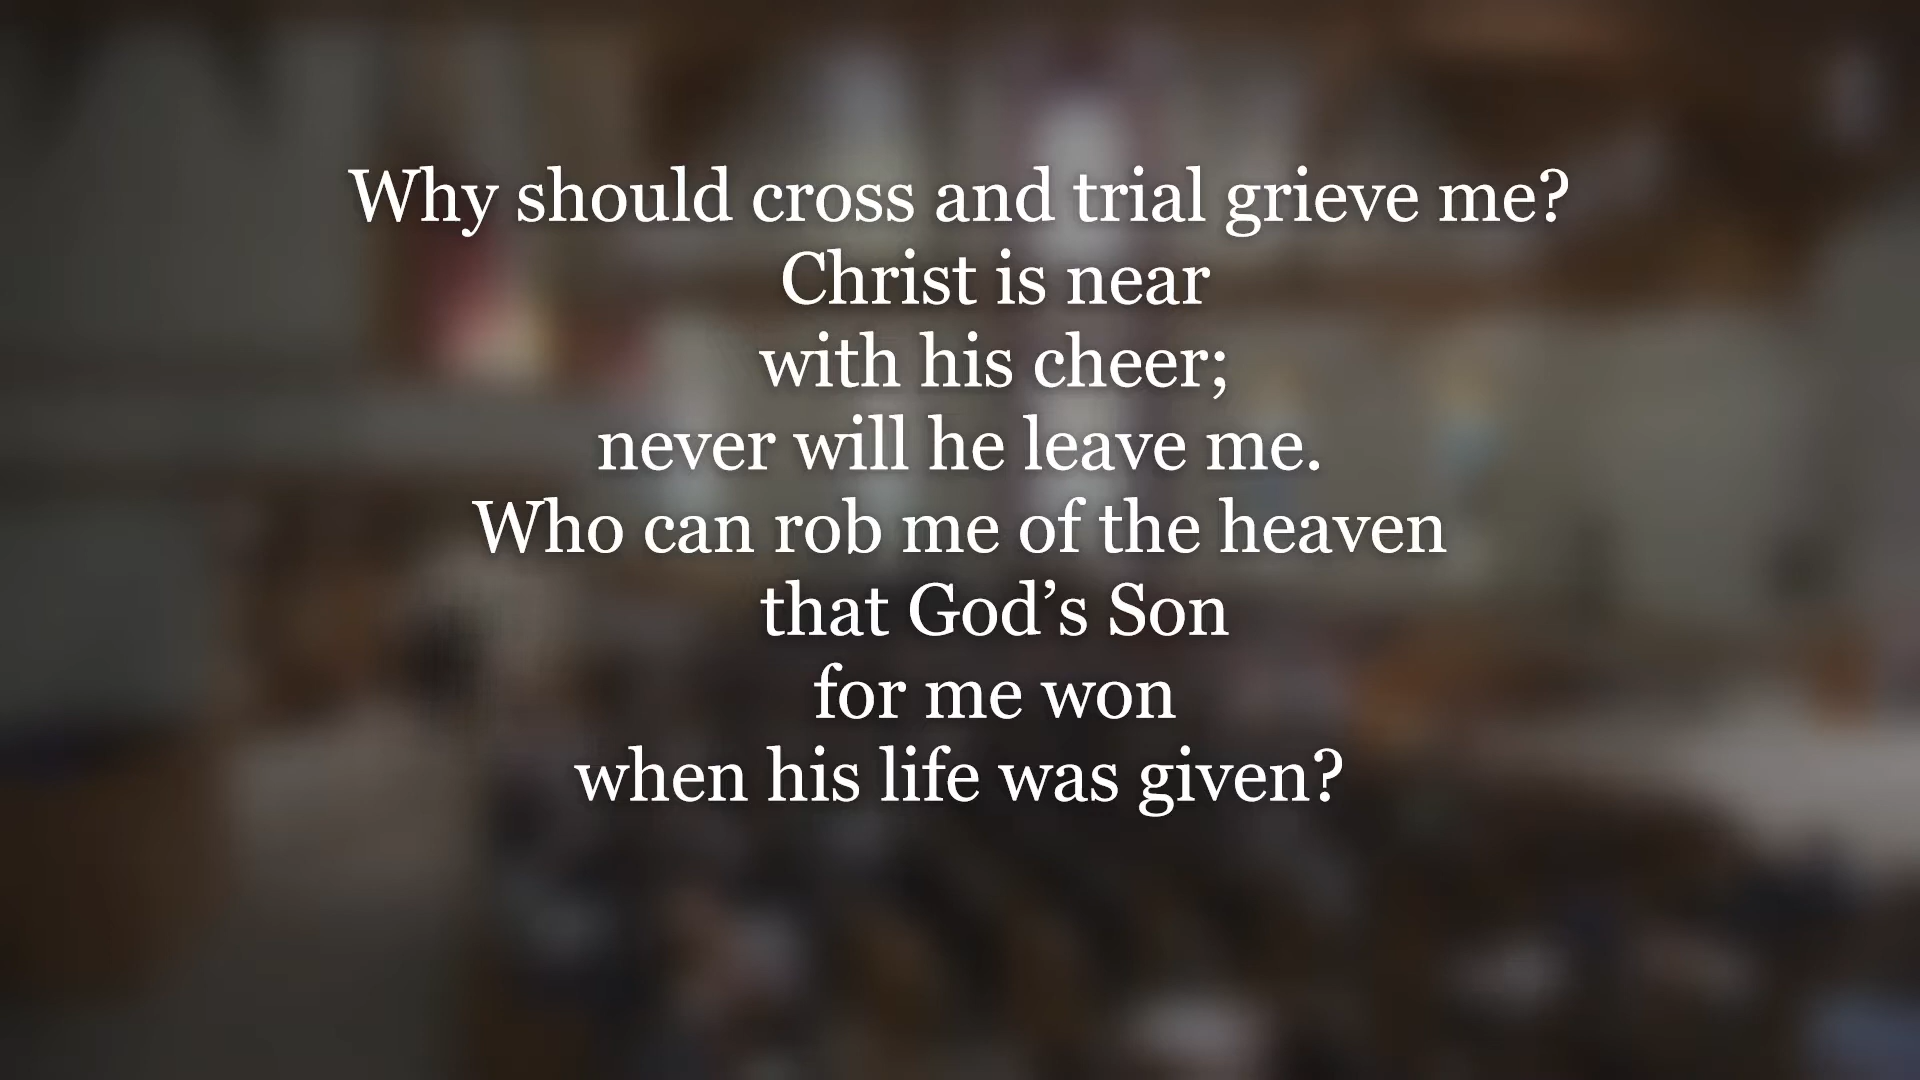 Why should cross and trial grieve me?
Christ is near
with his cheer;
never will he leave me.
Who can rob me of the heaven
that God’s Son
for me won
when his life was given?